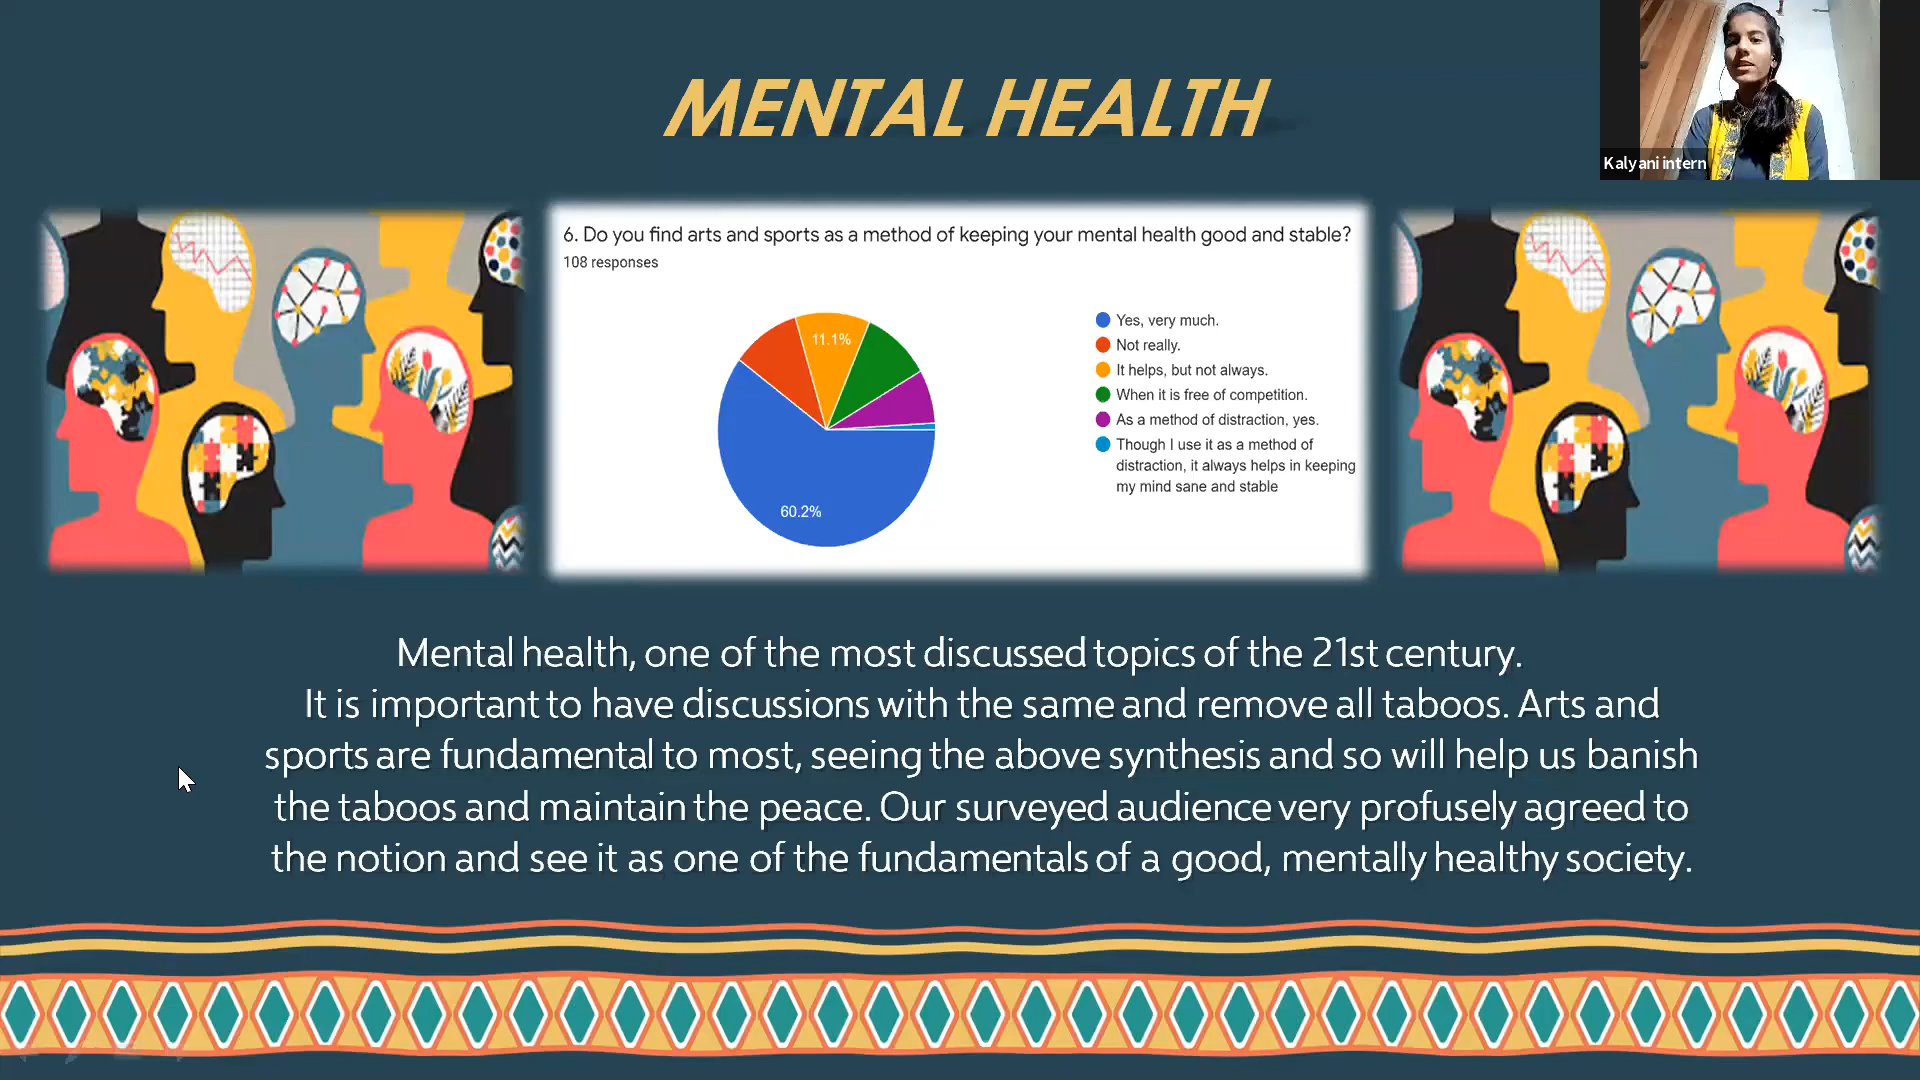 MENTAL HEALTH
Kalyani intern
6. Do you find arts and sports as a method of keeping your mental health good and stable?
108 responses
11.1%
60.2%
Yes, very much.
Not really.
It helps, but not always.
When it is free of competition.
As a method of distraction, yes.
Though I use it as a method of
distraction, it always helps in keeping
my mind sane and stable
Mental health, one of the most discussed topics of the 21st century.
It is important to have discussions with the same and remove all taboos. Arts and
sports are fundamental to most, seeing the above synthesis and so will help us banish
the taboos and maintain the peace. Our surveyed audience very profusely agreed to
the notion and see it as one of the fundamentals of a good, mentally healthy society.